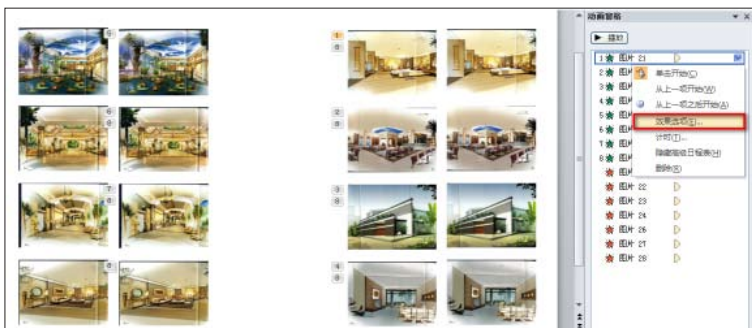 动画窗格
播放
1 图片 21
单击开始(C)
从上一项开始(W)
从上一项之后开始(A)
效果选项(E)...
计时(T)...
隐藏高级日程表(H)
删除(R)
图片 22
图片 23
图片 24
图片 26
图片 27
图片 28